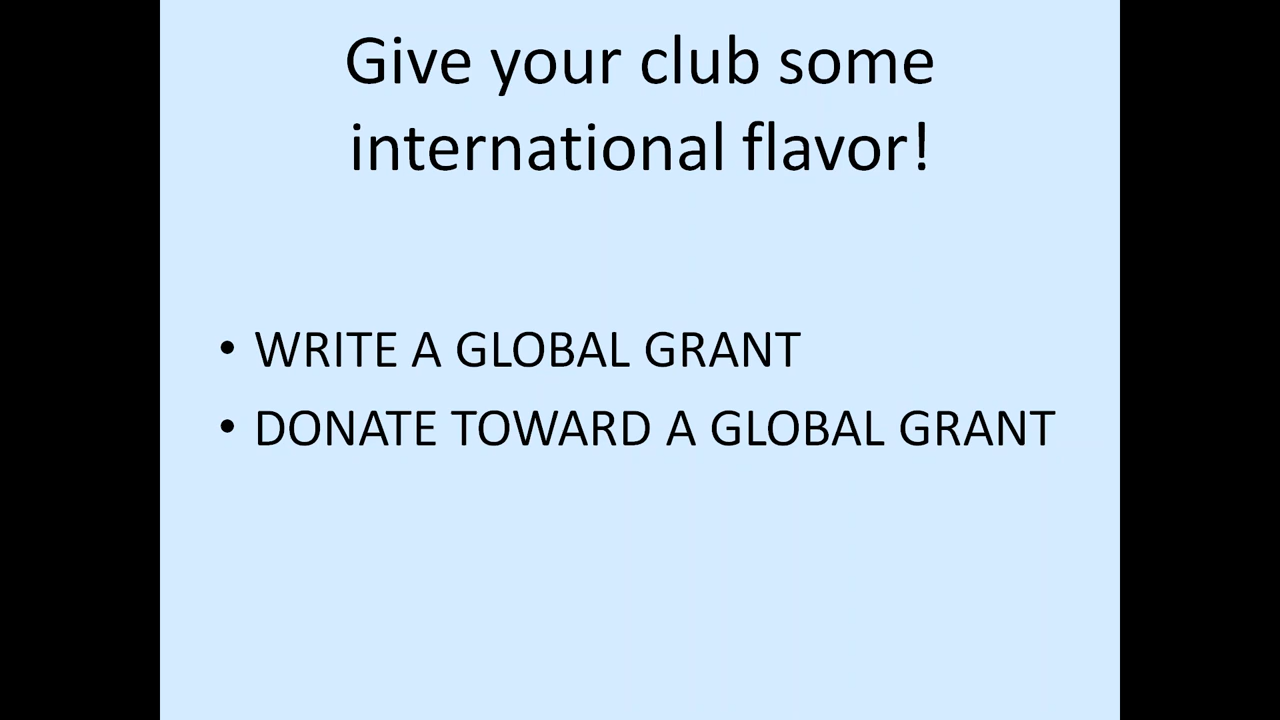 Give your club some
international flavor!
• WRITE A GLOBAL GRANT
• DONATE TOWARD A GLOBAL GRANT